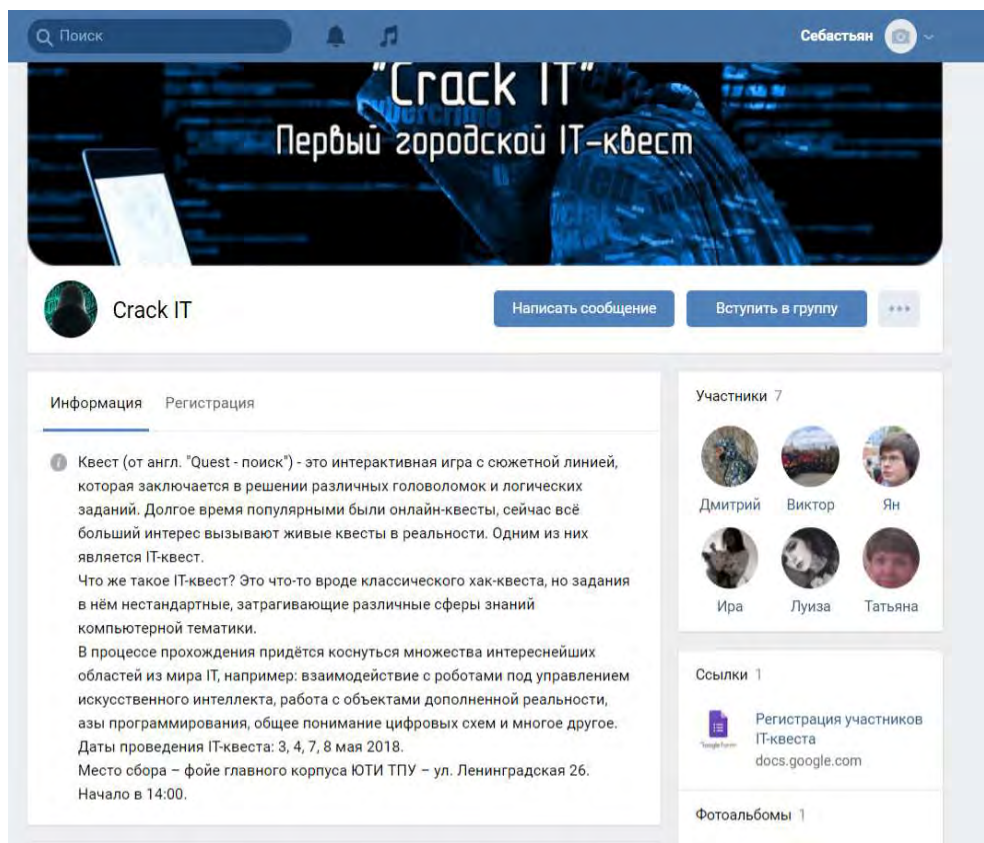 Поиск
Себастьян
"Crack IT"
Первый городской IT-квест
Crack IT
Написать сообщение
Вступить в группу
Информация
Регистрация
Квест (от англ. "Quest - поиск") - это интерактивная игра с сюжетной линией,
которая заключается в решении различных головоломок и логических
заданий. Долгое время популярными были онлайн-квесты, сейчас всё
больший интерес вызывают живые квесты в реальности. Одним из них
является IT-квест.
Что же такое IT-квест? Это что-то вроде классического хак-квеста, но задания
в нём нестандартные, затрагивающие различные сферы знаний
компьютерной тематики.
В процессе прохождения придётся коснуться множества интереснейших
областей из мира IT, например: взаимодействие с роботами под управлением
искусственного интеллекта, работа с объектами дополненной реальности,
азы программирования, общее понимание цифровых схем и многое другое.
Даты проведения IT-квеста: 3, 4, 7, 8 мая 2018.
Место сбора – фойе главного корпуса ЮТИ ТПУ – ул. Ленинградская 26.
Начало в 14:00.
Участники 7
Дмитрий
Виктор
Ян
Ира
Луиза
Татьяна
Ссылки 1
Google Forms
Регистрация участников
IT-квеста
docs.google.com
Фотоальбомы 1